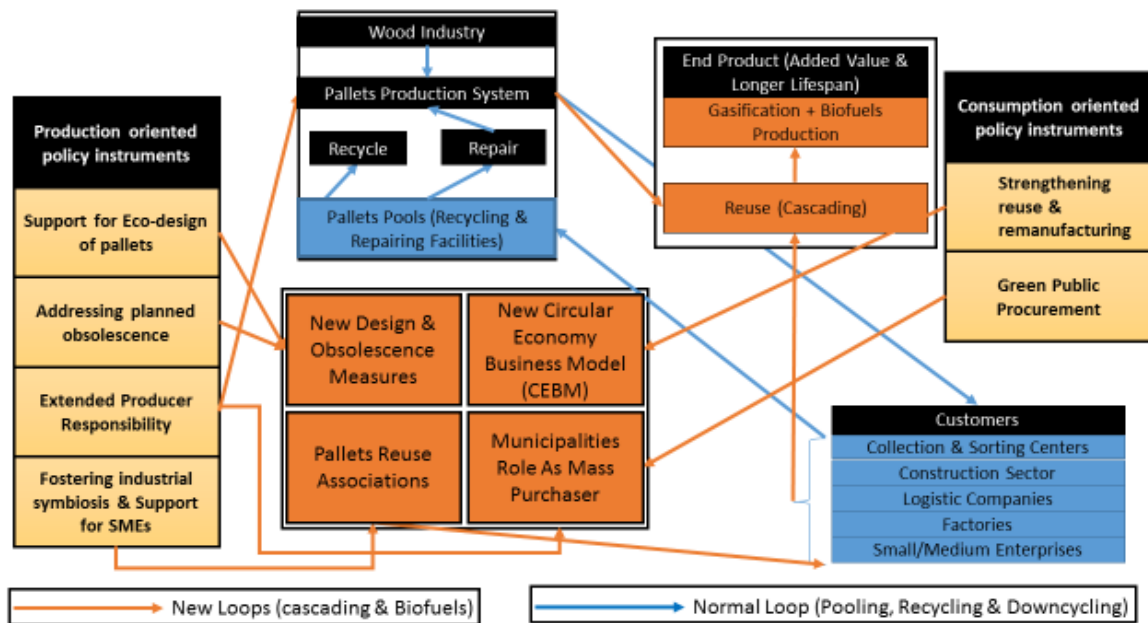 Production oriented
policy instruments
Support for Eco-design
of pallets
Addressing planned
obsolescence
Extended Producer
Responsibility
Fostering industrial
symbiosis & Support
for SMEs
Wood Industry
Pallets Production System
Recycle
Repair
Pallets Pools (Recycling &
Repairing Facilities)
New Design &
Obsolescence
Measures
New Circular
Economy
Business Model
(CEBM)
Pallets Reuse
Associations
Municipalities
Role As Mass
Purchaser
End Product (Added Value &
Longer Lifespan)
Gasification + Biofuels
Production
Reuse (Cascading)
Consumption oriented
policy instruments
Strengthening
reuse &
remanufacturing
Green Public
Procurement
Customers
Collection & Sorting Centers
Construction Sector
Logistic Companies
Factories
Small/Medium Enterprises
New Loops (cascading & Biofuels)
Normal Loop (Pooling, Recycling & Downcycling)